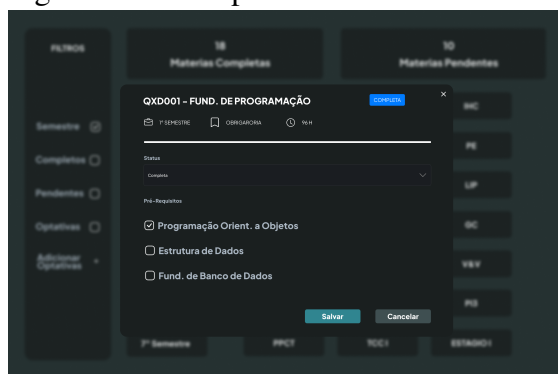 FILTROS
18
Materias Completas
10
Materias Pendentes
QXD001 - FUND. DE PROGRAMAÇÃO
COMPLETA
×
1º SEMESTRE
OBRIGARORIA
96 H
IHC
Semestre
Status
PE
Completos
Completa
Pendentes
LIP
Pré-Requisitos
Optativas
Programação Orient. a Objetos
GC
Estrutura de Dados
Adicionar
Optativas
V&V
Fund. de Banco de Dados
PI3
Salvar
Cancelar
7º Semestre
PPCT
TCC I
ESTAGIO I